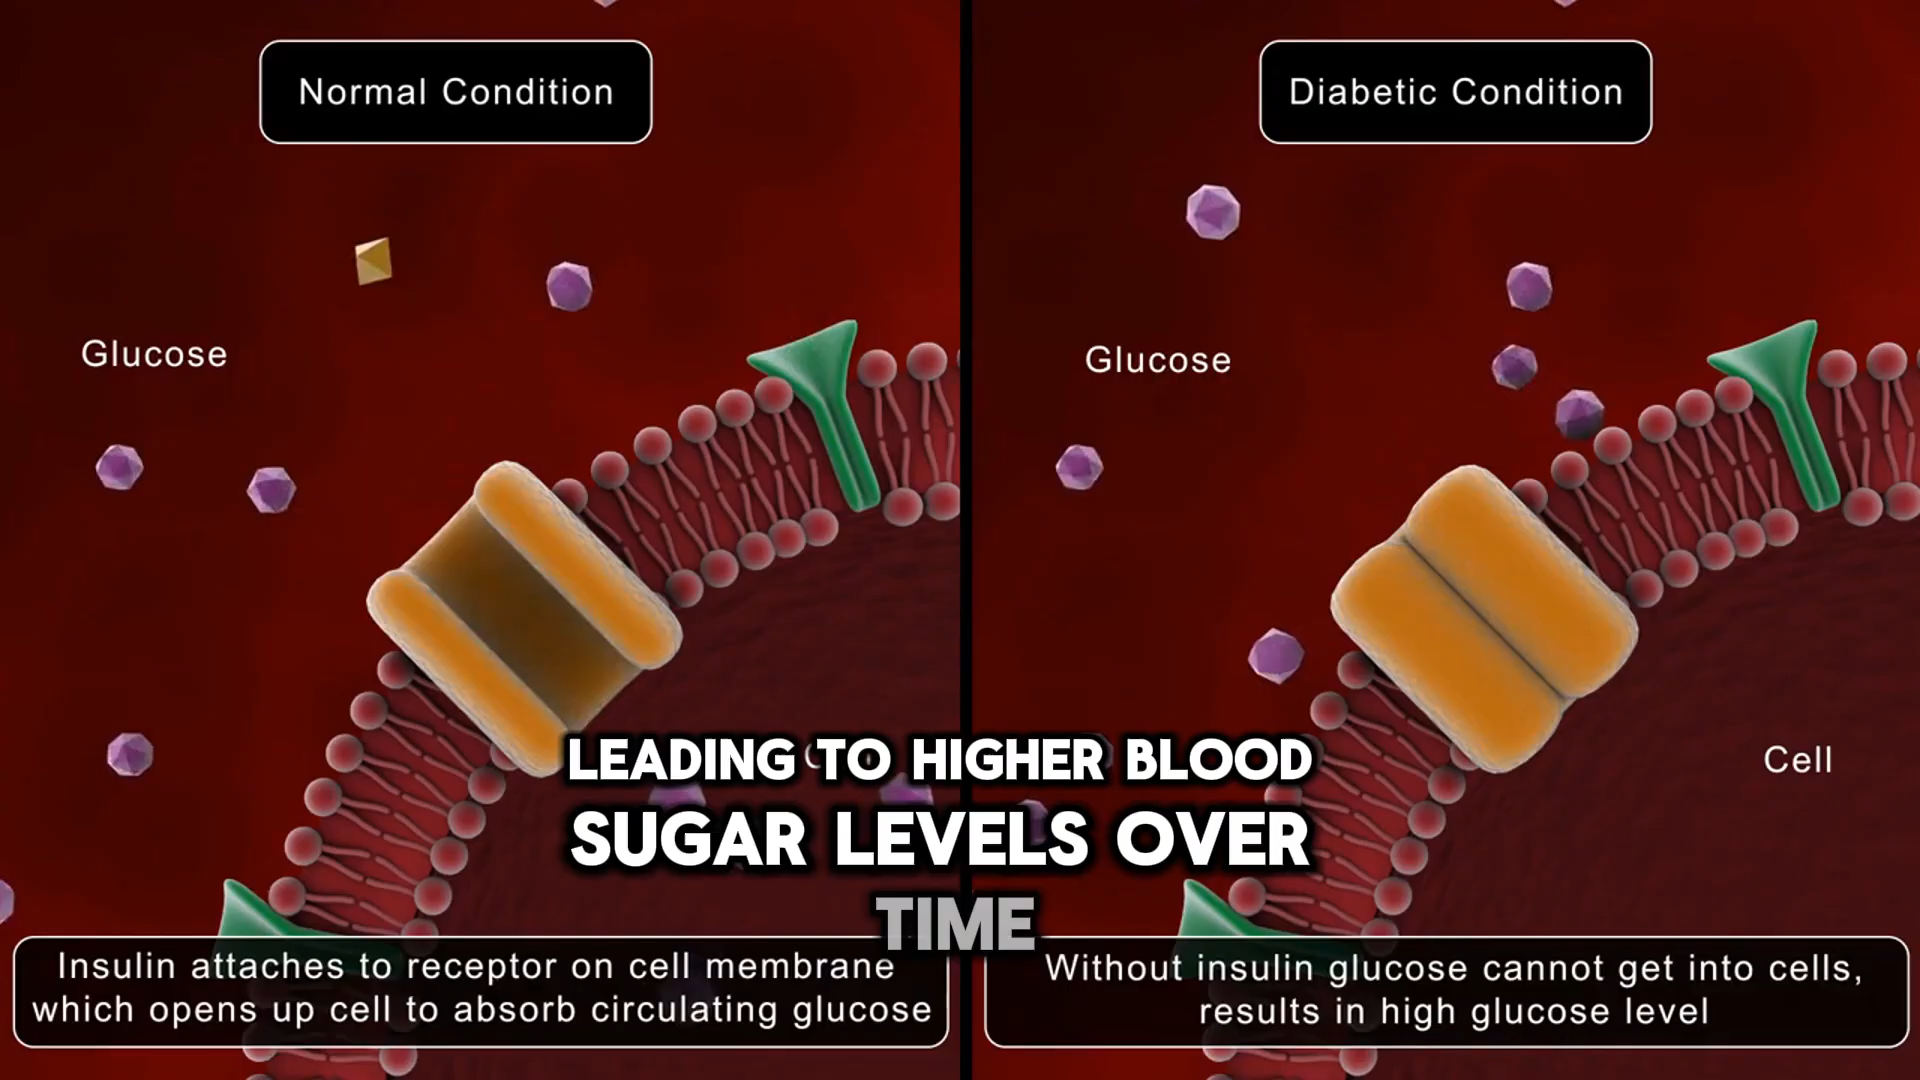 Normal Condition
Diabetic Condition
Glucose
Glucose
Cell
LEADING TO HIGHER BLOOD
SUGAR LEVELS OVER
TIME
Insulin attaches to receptor on cell membrane
which opens up cell to absorb circulating glucose
Without insulin glucose cannot get into cells,
results in high glucose level